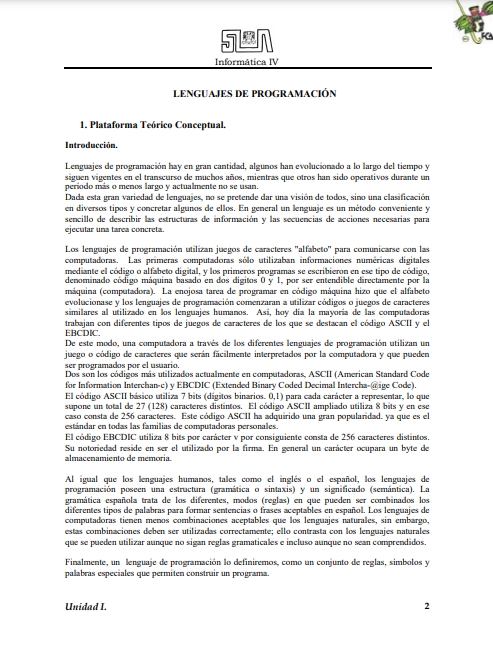 Informática IV
LENGUAJES DE PROGRAMACIÓN
1. Plataforma Teórico Conceptual.
Introducción.
Lenguajes de programación hay en gran cantidad, algunos han evolucionado a lo largo del tiempo y
siguen vigentes en el transcurso de muchos años, mientras que otros han sido operativos durante un
período más o menos largo y actualmente no se usan.
Dada esta gran variedad de lenguajes, no se pretende dar una visión de todos, sino una clasificación
en diversos tipos y concretar algunos de ellos. En general un lenguaje es un método conveniente y
sencillo de describir las estructuras de información y las secuencias de acciones necesarias para
ejecutar una tarea concreta.
Los lenguajes de programación utilizan juegos de caracteres "alfabeto" para comunicarse con las
computadoras. Las primeras computadoras sólo utilizaban informaciones numéricas digitales
mediante el código o alfabeto digital, y los primeros programas se escribieron en ese tipo de código,
denominado código máquina basado en dos dígitos 0 y 1, por ser entendible directamente por la
máquina (computadora). La enojosa tarea de programar en código máquina hizo que el alfabeto
evolucionase y los lenguajes de programación comenzaran a utilizar códigos o juegos de caracteres
similares al utilizado en los lenguajes humanos. Así, hoy día la mayoría de las computadoras
trabajan con diferentes tipos de juegos de caracteres de los que se destacan el código ASCII y el
EBCDIC.
De este modo, una computadora a través de los diferentes lenguajes de programación utilizan un
juego o código de caracteres que serán fácilmente interpretados por la computadora y que pueden
ser programados por el usuario.
Dos son los códigos más utilizados actualmente en computadoras, ASCII (American Standard Code
for Information Interchan-c) y EBCDIC (Extended Binary Coded Decimal Intercha-@ige Code).
El código ASCII básico utiliza 7 bits (dígitos binarios. 0,1) para cada carácter a representar, lo que
supone un total de 27 (128) caracteres distintos. El código ASCII ampliado utiliza 8 bits y en ese
caso consta de 256 caracteres. Este código ASCII ha adquirido una gran popularidad. ya que es el
estándar en todas las familias de computadoras personales.
El código EBCDIC utiliza 8 bits por carácter v por consiguiente consta de 256 caracteres distintos.
Su notoriedad reside en ser el utilizado por la firma. En general un carácter ocupara un byte de
almacenamiento de memoria.
Al igual que los lenguajes humanos, tales como el inglés o el español, los lenguajes de
programación poseen una estructura (gramática o sintaxis) y un significado (semántica). La
gramática española trata de los diferentes, modos (reglas) en que pueden ser combinados los
diferentes tipos de palabras para formar sentencias o frases aceptables en español. Los lenguajes de
computadoras tienen menos combinaciones aceptables que los lenguajes naturales, sin embargo,
estas combinaciones deben ser utilizadas correctamente; ello contrasta con los lenguajes naturales
que se pueden utilizar aunque no sigan reglas gramaticales e incluso aunque no sean comprendidos.
Finalmente, un lenguaje de programación lo definiremos, como un conjunto de reglas, símbolos y
palabras especiales que permiten construir un programa.
Unidad I.
2